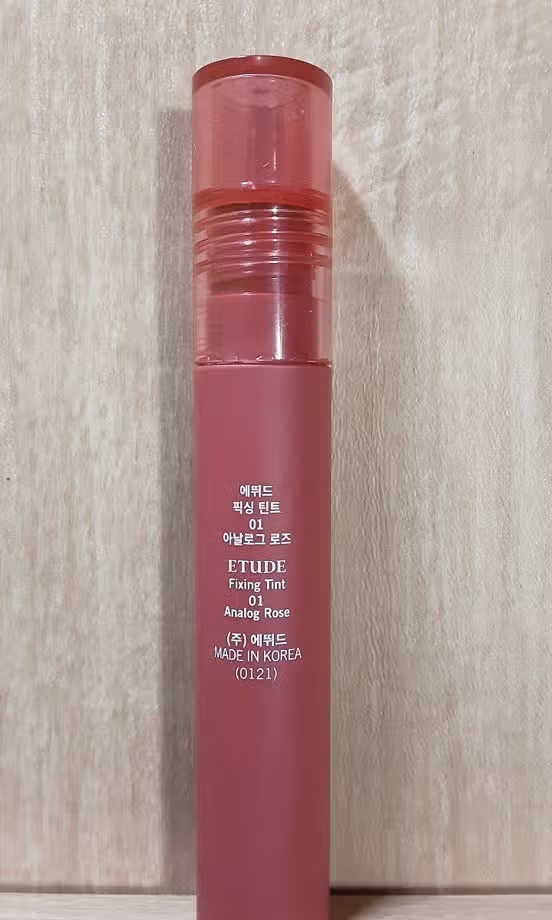 에뛰드
픽싱 틴트
01
아날로그 로즈
ETUDE
Fixing Tint
01
Analog Rose
(주) 에뛰드
MADE IN KOREA
(0121)